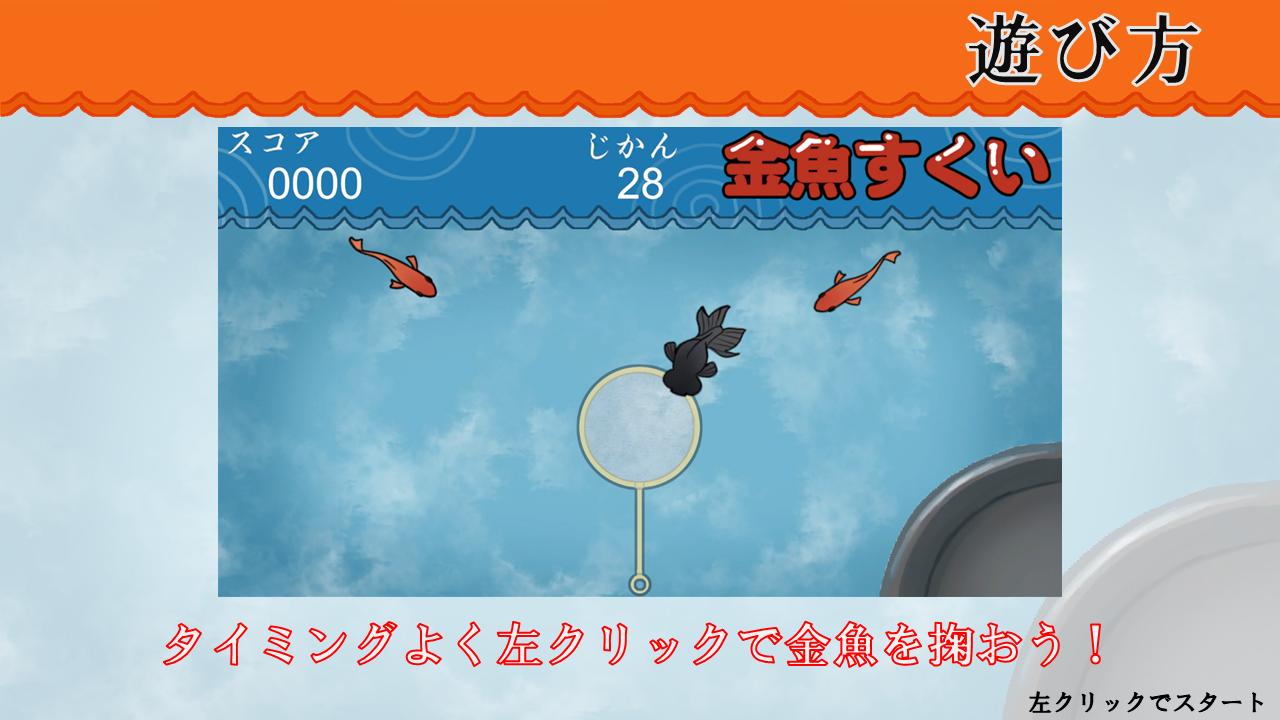 遊び方
スコア
0000
じかん
28
金魚すくい
タイミングよく左クリックで金魚を掬おう！
左クリックでスタート